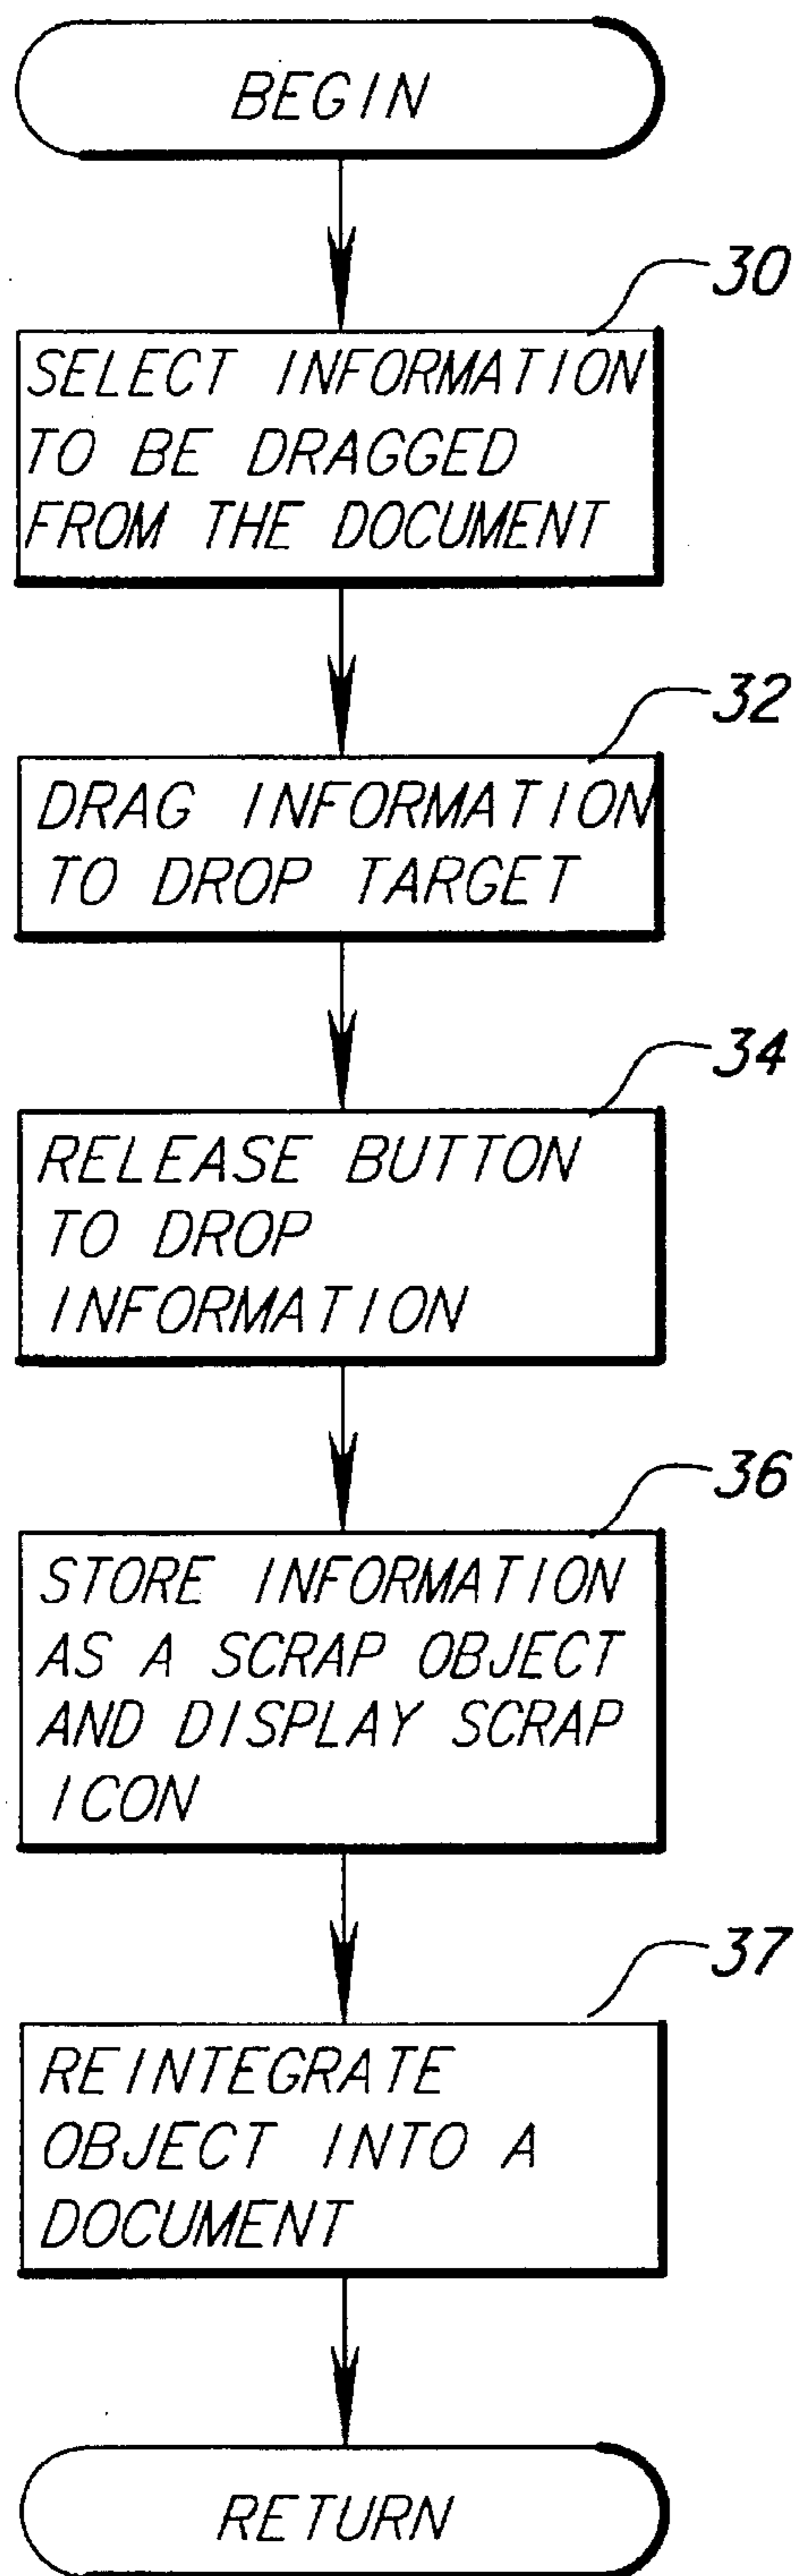 BEGIN
30
SELECT INFORMATION
TO BE DRAGGED
FROM THE DOCUMENT
32
DRAG INFORMATION
TO DROP TARGET
34
RELEASE BUTTON
TO DROP
INFORMATION
36
STORE INFORMATION
AS A SCRAP OBJECT
AND DISPLAY SCRAP
ICON
37
REINTEGRATE
OBJECT INTO A
DOCUMENT
RETURN